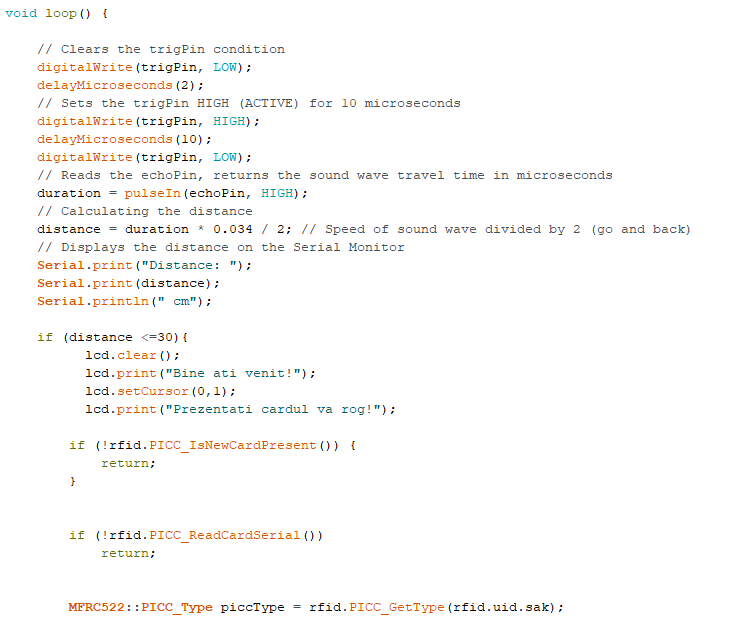 void loop() {
// Clears the trigPin condition
digitalWrite(trigPin, LOW);
delayMicroseconds(2);
// Sets the trigPin HIGH (ACTIVE) for 10 microseconds
digitalWrite(trigPin, HIGH);
delayMicroseconds(10);
digitalWrite(trigPin, LOW);
// Reads the echoPin, returns the sound wave travel time in microseconds
duration = pulseIn(echoPin, HIGH);
// Calculating the distance
distance = duration * 0.034 / 2; // Speed of sound wave divided by 2 (go and back)
// Displays the distance on the Serial Monitor
Serial.print("Distance: ");
Serial.print(distance);
Serial.println(" cm");
if (distance <=30){
lcd.clear();
lcd.print("Bine ati venit!");
lcd.setCursor(0,1);
lcd.print("Prezentati cardul va rog!");
if (!rfid.PICC_IsNewCardPresent()) {
return;
}
if (!rfid.PICC_ReadCardSerial())
return;
MFRC522::PICC_Type piccType = rfid.PICC_GetType(rfid.uid.sak);